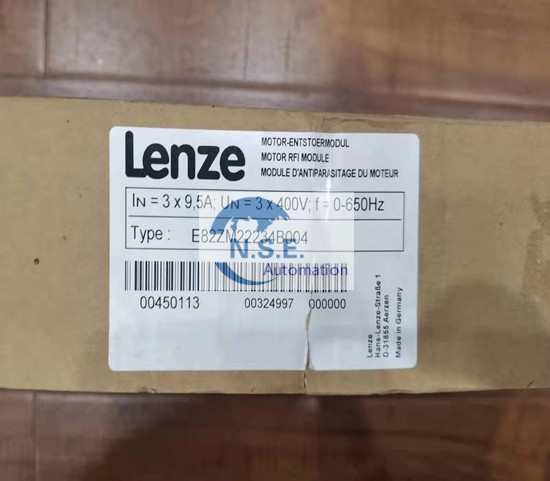 Lenze
MOTOR-ENTSTOERMODUL
MOTOR RFI MODULE
MODULE D'ANTIPARASITAGE DU MOTEUR
IN = 3 x 9,5A; UN = 3 x 400V; f = 0-650Hz
Type : E82ZM22234B004
N.S.E.
Automation
00450113 00324997 000000
Lenze
Hans-Lenze-Straße 1
D-31855 Aerzen
Made in Germany